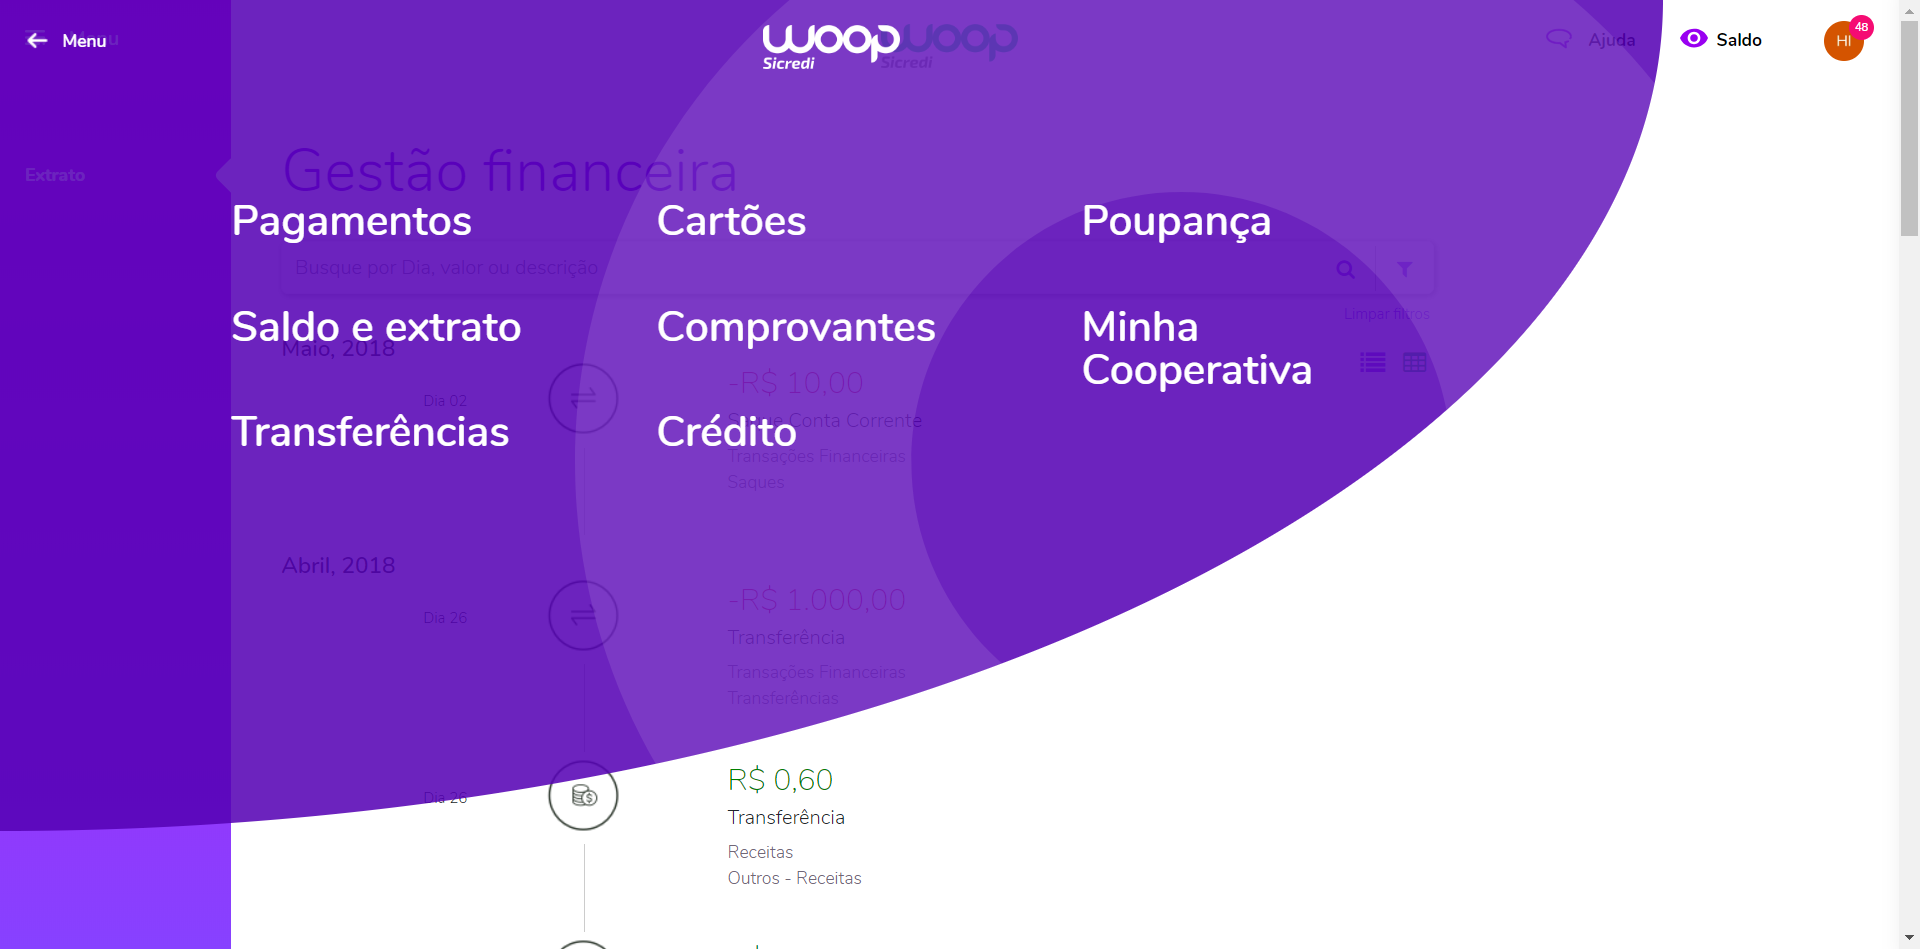 Menu
Menu
woop
Sicredi
woop
Sicredi
Ajuda
Saldo
HI
48
Extrato
Gestão financeira
Pagamentos
Cartões
Poupança
Busque por Dia, valor ou descrição
Limpar filtros
Saldo e extrato
Comprovantes
Minha
Cooperativa
Maio, 2018
Dia 02
-R$ 10,00
Saque Conta Corrente
Transferências
Crédito
Transações Financeiras
Saques
Abril, 2018
Dia 26
-R$ 1.000,00
Transferência
Transações Financeiras
Transferências
Dia 26
R$ 0,60
Transferência
Receitas
Outros - Receitas